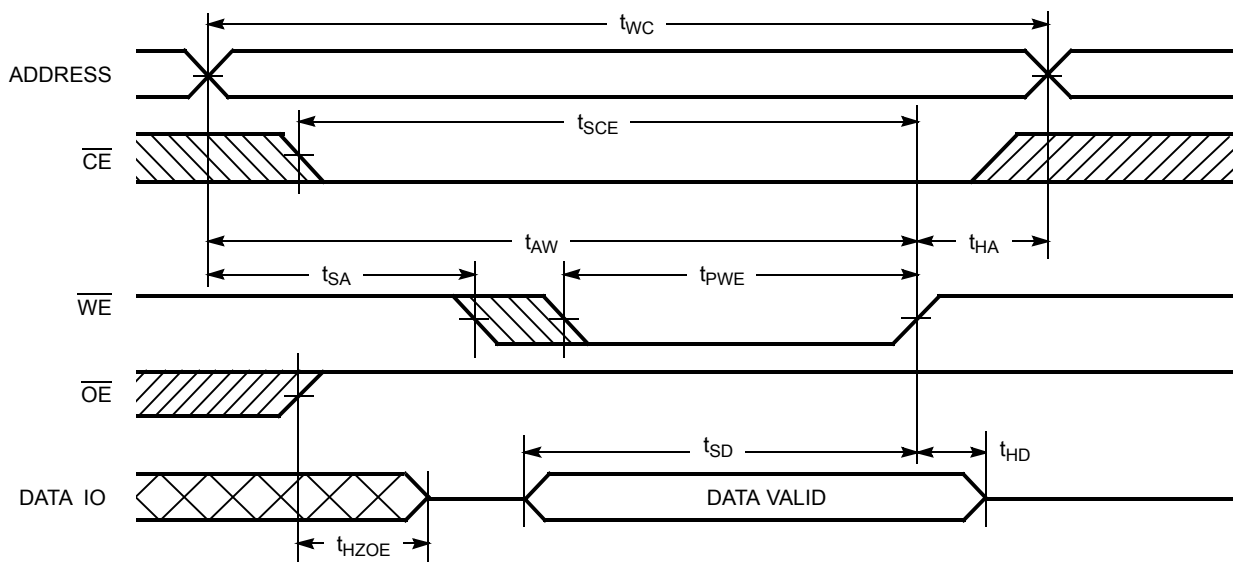 tWC
ADDRESS
tSCE
CE
tAW
tHA
tSA
tPWE
WE
OE
tSD
tHD
DATA IO
DATA VALID
tHZOE